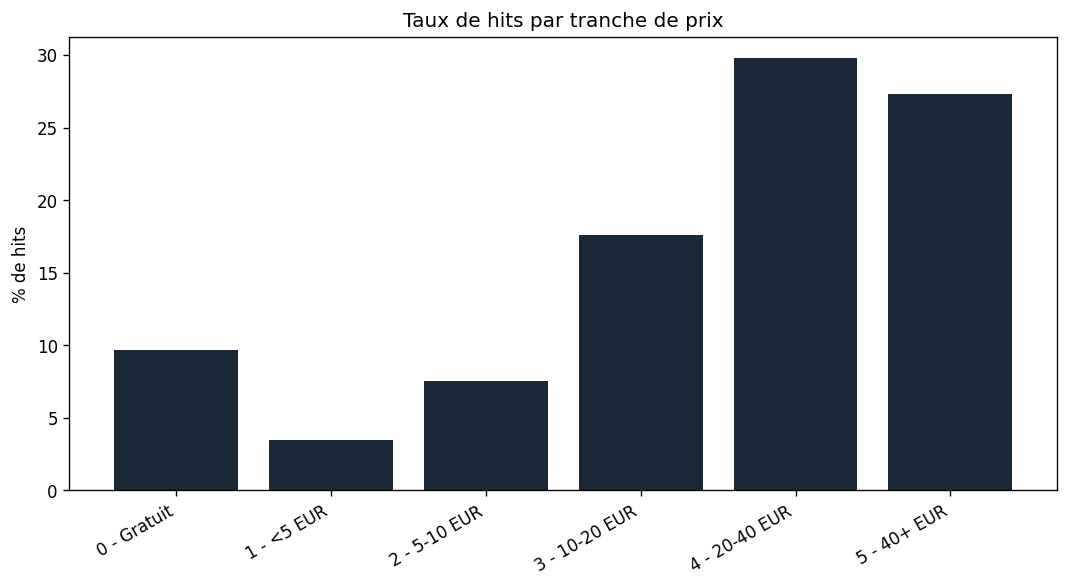 Taux de hits par tranche de prix
% de hits
30
25
20
15
10
5
0
0 - Gratuit
1 - <5 EUR
2 - 5-10 EUR
3 - 10-20 EUR
4 - 20-40 EUR
5 - 40+ EUR